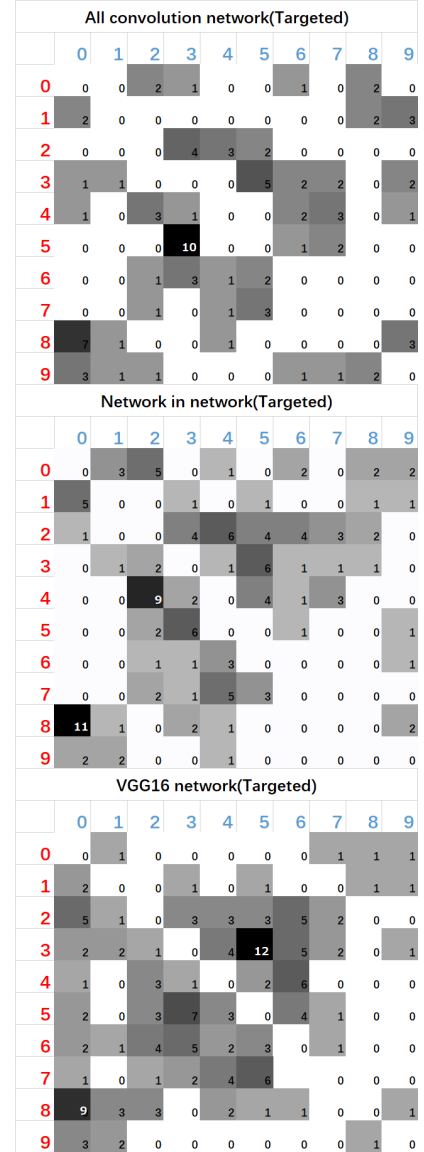 All convolution network(Targeted)
0 1 2 3 4 5 6 7 8 9
0 0 0 2 1 0 0 1 0 2 0
1 2 0 0 0 0 0 0 0 2 3
2 0 0 0 4 3 2 0 0 0 0
3 1 1 0 0 0 5 2 2 0 2
4 1 0 3 1 0 0 2 3 0 1
5 0 0 0 10 0 0 1 2 0 0
6 0 0 1 3 1 2 0 0 0 0
7 0 0 1 0 1 3 0 0 0 0
8 7 1 0 0 1 0 0 0 0 3
9 3 1 1 0 0 0 1 1 2 0
Network in network(Targeted)
0 1 2 3 4 5 6 7 8 9
0 0 3 5 0 1 0 2 0 2 2
1 5 0 0 1 0 1 0 0 1 1
2 1 0 0 4 6 4 4 3 2 0
3 0 1 2 0 1 6 1 1 1 0
4 0 0 9 2 0 4 1 3 0 0
5 0 0 2 6 0 0 1 0 0 1
6 0 0 1 1 3 0 0 0 0 1
7 0 0 2 1 5 3 0 0 0 0
8 11 1 0 2 1 0 0 0 0 2
9 2 2 0 0 1 0 0 0 0 0
VGG16 network(Targeted)
0 1 2 3 4 5 6 7 8 9
0 0 1 0 0 0 0 0 1 1 1
1 2 0 0 1 0 1 0 0 1 1
2 5 1 0 3 3 3 5 2 0 0
3 2 2 1 0 4 12 5 2 0 1
4 1 0 3 1 0 2 6 0 0 0
5 2 0 3 7 3 0 4 1 0 0
6 2 1 4 5 2 3 0 1 0 0
7 1 0 1 2 4 6 0 0 0
8 9 3 3 0 2 1 1 0 0 1
9 3 2 0 0 0 0 0 0 1 0